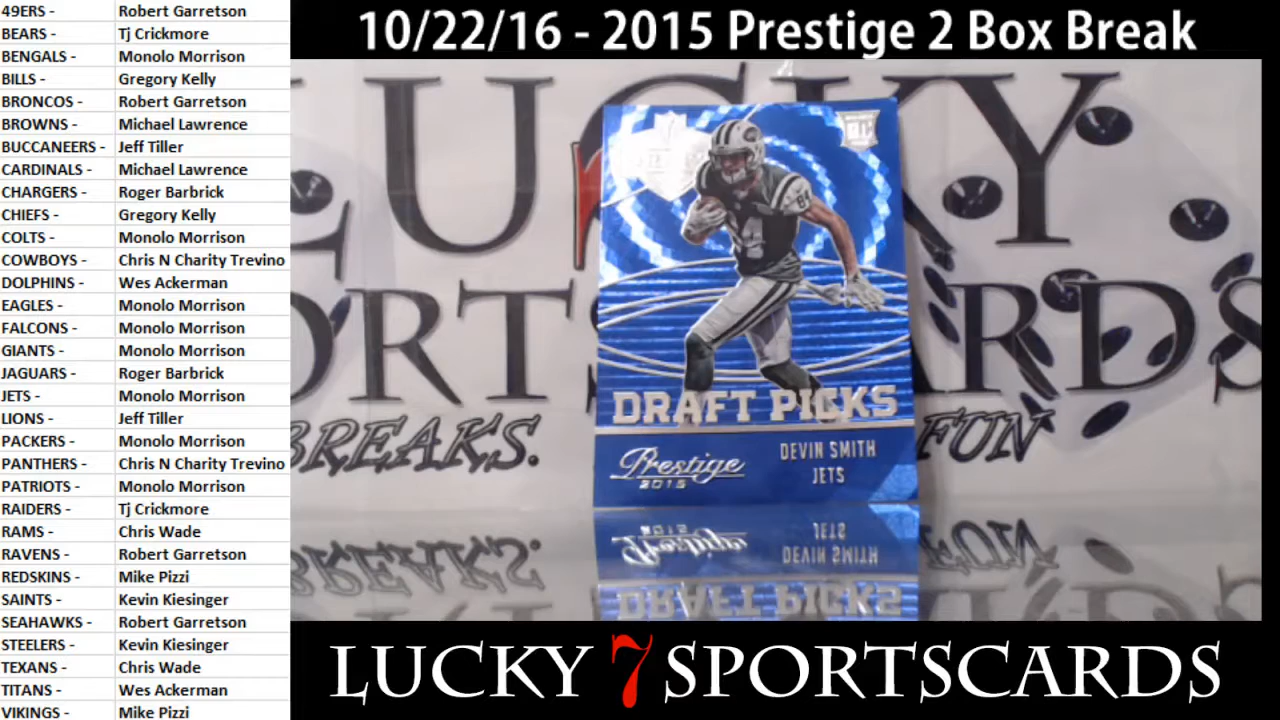 49ERS - Robert Garretson
BEARS - Tj Crickmore
BENGALS - Monolo Morrison
BILLS - Gregory Kelly
BRONCOS - Robert Garretson
BROWNS - Michael Lawrence
BUCCANEERS - Jeff Tiller
CARDINALS - Michael Lawrence
CHARGERS - Roger Barbrick
CHIEFS - Gregory Kelly
COLTS - Monolo Morrison
COWBOYS - Chris N Charity Trevino
DOLPHINS - Wes Ackerman
EAGLES - Monolo Morrison
FALCONS - Monolo Morrison
GIANTS - Monolo Morrison
JAGUARS - Roger Barbrick
JETS - Monolo Morrison
LIONS - Jeff Tiller
PACKERS - Monolo Morrison
PANTHERS - Chris N Charity Trevino
PATRIOTS - Monolo Morrison
RAIDERS - Tj Crickmore
RAMS - Chris Wade
RAVENS - Robert Garretson
REDSKINS - Mike Pizzi
SAINTS - Kevin Kiesinger
SEAHAWKS - Robert Garretson
STEELERS - Kevin Kiesinger
TEXANS - Chris Wade
TITANS - Wes Ackerman
VIKINGS - Mike Pizzi
10/22/16 - 2015 Prestige 2 Box Break
LUCKY
BREAKS.
FUN
84
84
DRAFT PICKS
Prestige
2015
DEVIN SMITH
JETS
LUCKY 7 SPORTSCARDS